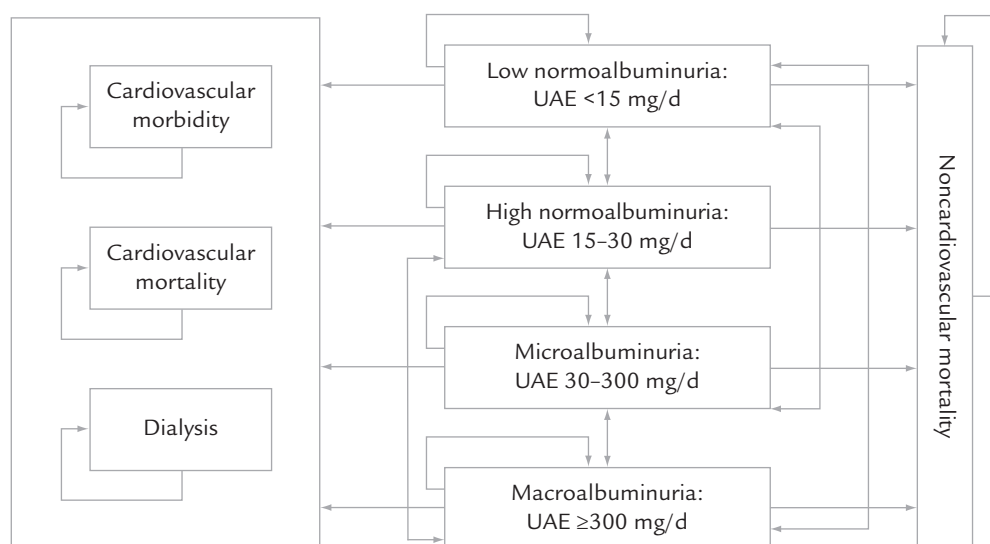 Cardiovascular
morbidity
Cardiovascular
mortality
Dialysis
Low normoalbuminuria:
UAE <15 mg/d
High normoalbuminuria:
UAE 15–30 mg/d
Microalbuminuria:
UAE 30–300 mg/d
Macroalbuminuria:
UAE ≥300 mg/d
Noncardiovascular mortality